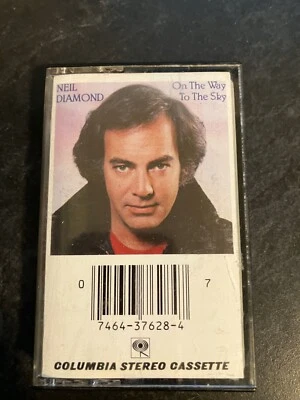 NEIL
DIAMOND
On The Way
To The Sky
0 7
7464-37628-4
COLUMBIA STEREO CASSETTE